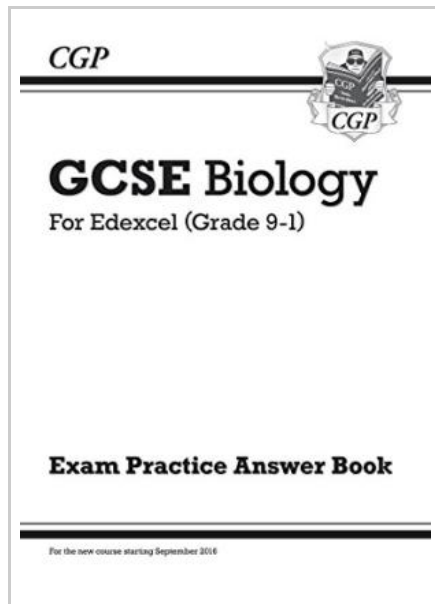 CGP
CGP
CGP
GCSE Biology
For Edexcel (Grade 9-1)
Exam Practice Answer Book
For the new course starting September 2016